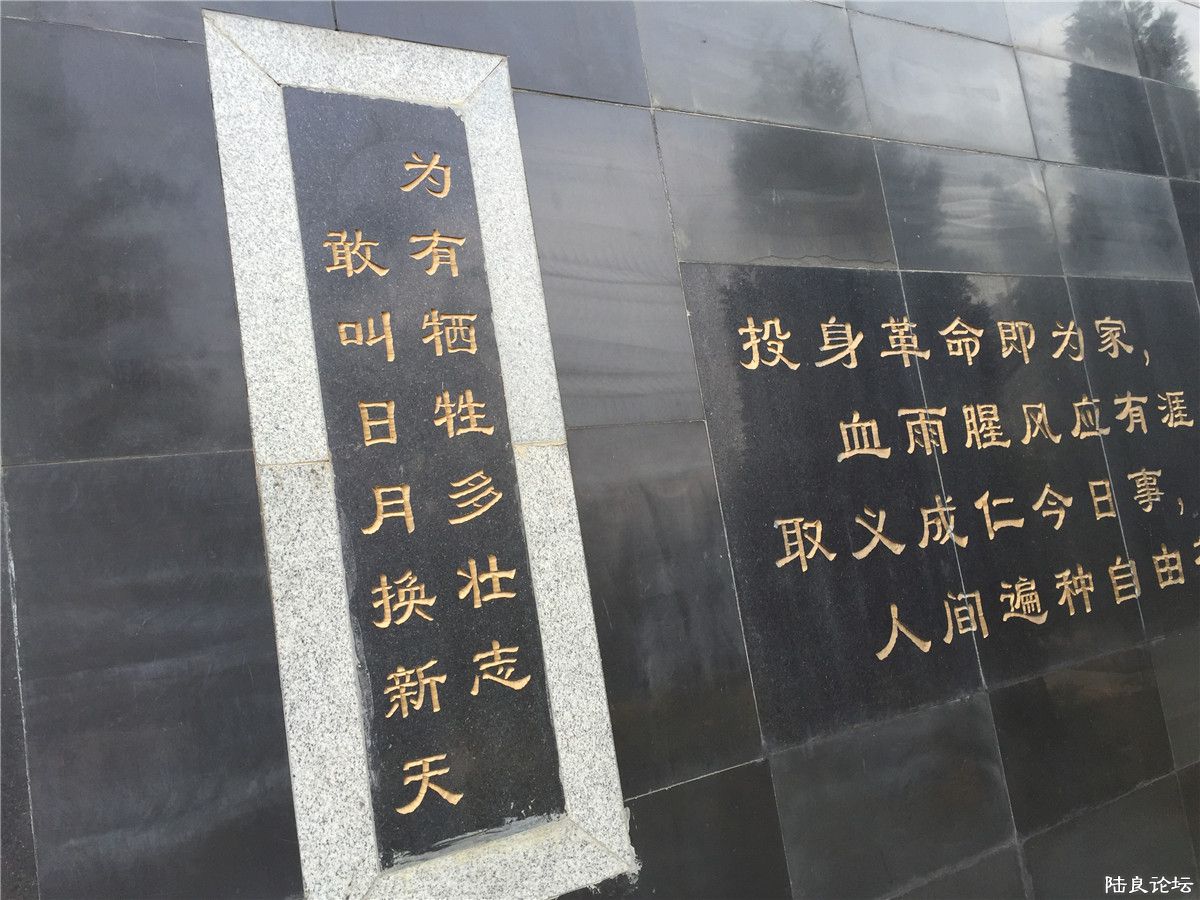 为有牺牲多壮志
敢叫日月换新天
投身革命即为家，
血雨腥风应有涯
取义成仁今日事，
人间遍种自由
陆良论坛